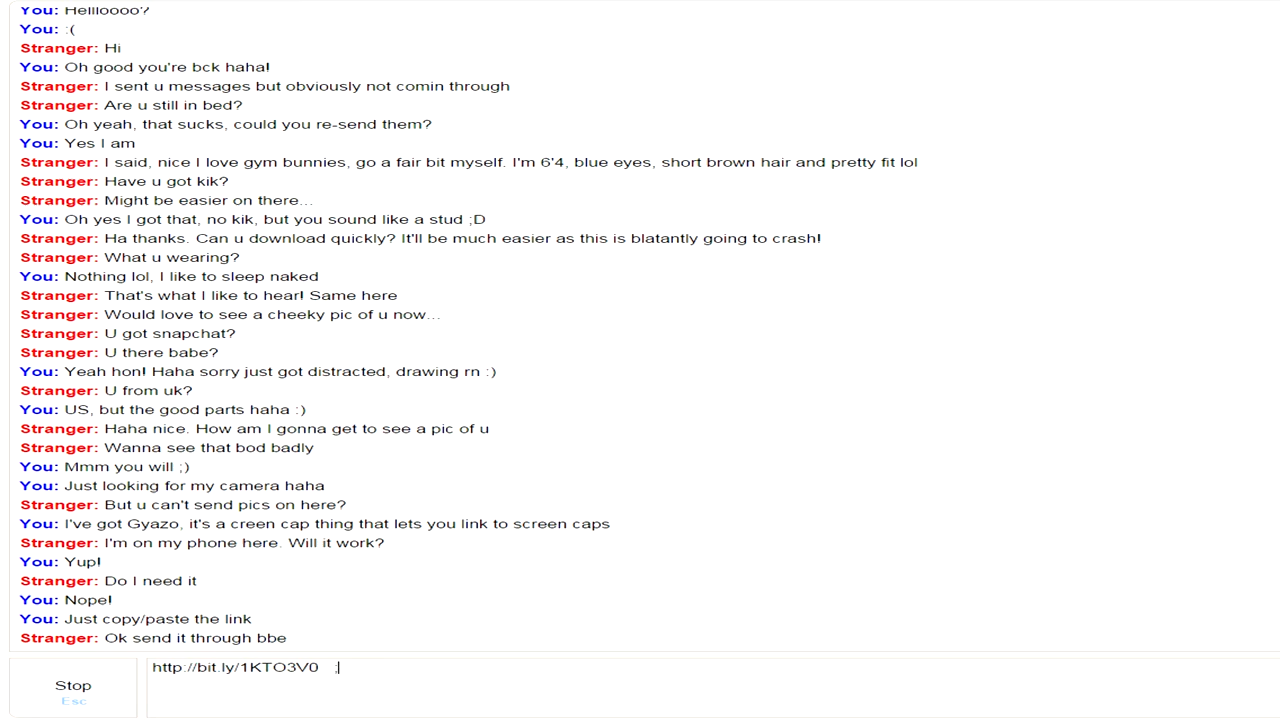 You: Hellloooo?
You: :(
Stranger: Hi
You: Oh good you're bck haha!
Stranger: I sent u messages but obviously not comin through
Stranger: Are u still in bed?
You: Oh yeah, that sucks, could you re-send them?
You: Yes I am
Stranger: I said, nice I love gym bunnies, go a fair bit myself. I'm 6'4, blue eyes, short brown hair and pretty fit lol
Stranger: Have u got kik?
Stranger: Might be easier on there...
You: Oh yes I got that, no kik, but you sound like a stud ;D
Stranger: Ha thanks. Can u download quickly? It'll be much easier as this is blatantly going to crash!
Stranger: What u wearing?
You: Nothing lol, I like to sleep naked
Stranger: That's what I like to hear! Same here
Stranger: Would love to see a cheeky pic of u now...
Stranger: U got snapchat?
Stranger: U there babe?
You: Yeah hon! Haha sorry just got distracted, drawing rn :)
Stranger: U from uk?
You: US, but the good parts haha :)
Stranger: Haha nice. How am I gonna get to see a pic of u
Stranger: Wanna see that bod badly
You: Mmm you will ;)
You: Just looking for my camera haha
Stranger: But u can't send pics on here?
You: I've got Gyazo, it's a creen cap thing that lets you link to screen caps
Stranger: I'm on my phone here. Will it work?
You: Yup!
Stranger: Do I need it
You: Nope!
You: Just copy/paste the link
Stranger: Ok send it through bbe
http://bit.ly/1KTO3V0 ;
Stop
Esc